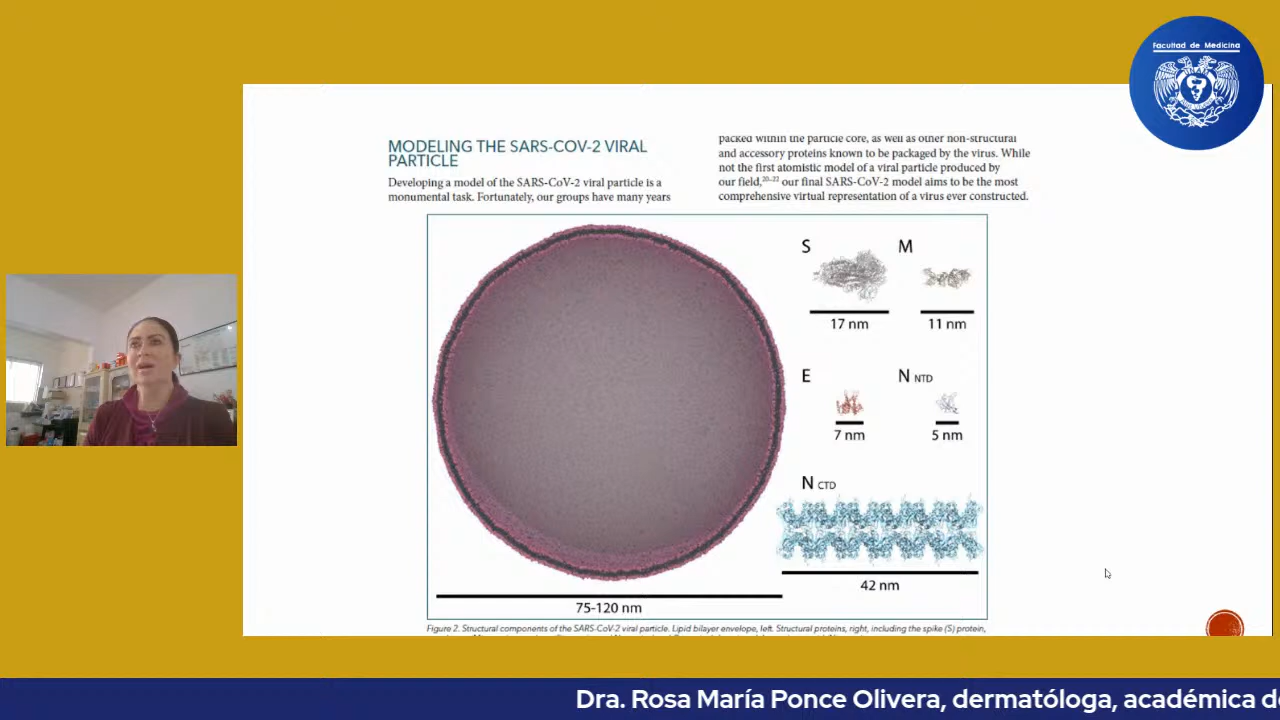 Facultad de Medicina
MODELING THE SARS-COV-2 VIRAL
PARTICLE
Developing a model of the SARS-CoV-2 viral particle is a
monumental task. Fortunately, our groups have many years
packed within the particle core, as well as other non-structural
and accessory proteins known to be packaged by the virus. While
not the first atomistic model of a viral particle produced by
our field,20–22 our final SARS-CoV-2 model aims to be the most
comprehensive virtual representation of a virus ever constructed.
S
M
17 nm
11 nm
E
N NTD
7 nm
5 nm
N CTD
42 nm
75-120 nm
Figure 2. Structural components of the SARS-CoV-2 viral particle. Lipid bilayer envelope, left. Structural proteins, right, including the spike (S) protein,
Dra. Rosa María Ponce Olivera, dermatóloga, académica d